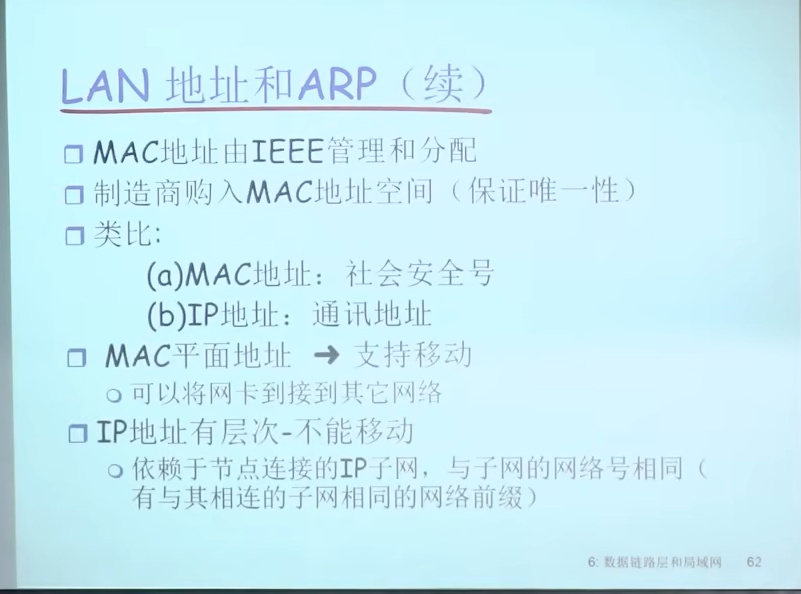 LAN 地址和ARP（续）
MAC地址由IEEE管理和分配
制造商购入MAC地址空间（保证唯一性）
类比:
(a)MAC地址：社会安全号
(b)IP地址：通讯地址
MAC平面地址 ➜ 支持移动
可以将网卡到接到其它网络
IP地址有层次-不能移动
依赖于节点连接的IP子网，与子网的网络号相同（
有与其相连的子网相同的网络前缀）
6: 数据链路层和局域网 62